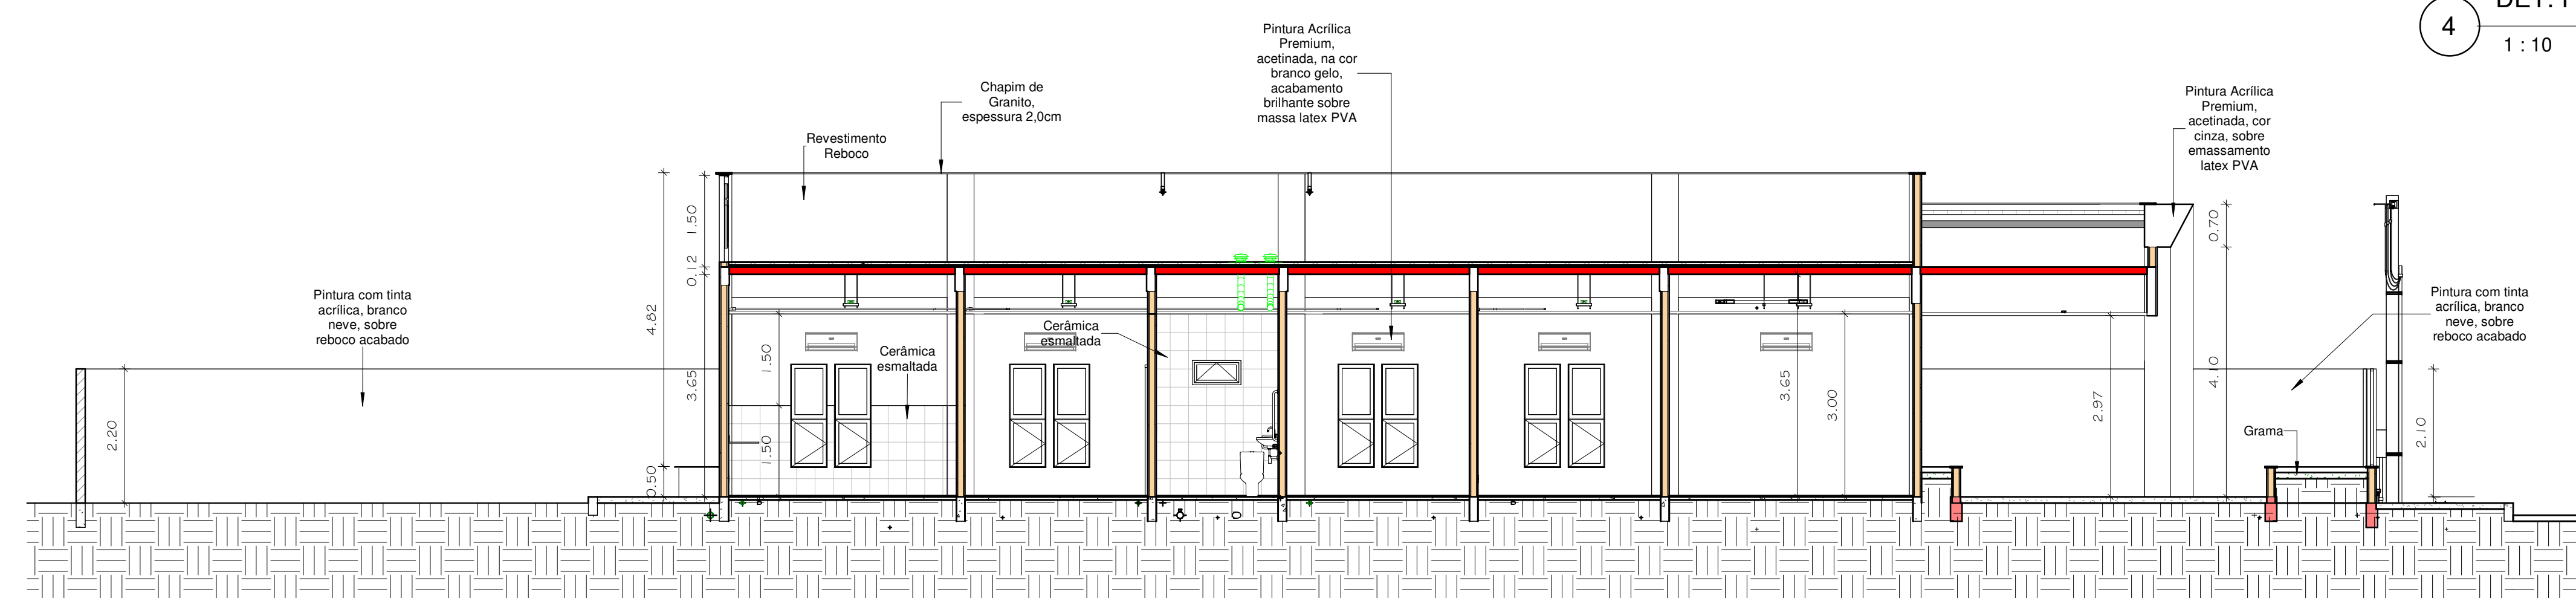 4
1 : 10
Pintura Acrílica
Premium,
acetinada, na cor
branco gelo,
acabamento
brilhante sobre
massa latex PVA
Chapim de
Granito,
espessura 2,0cm
Revestimento
Reboco
Pintura Acrílica
Premium,
acetinada, cor
cinza, sobre
emassamento
latex PVA
Pintura com tinta
acrílica, branco
neve, sobre
reboco acabado
Cerâmica
esmaltada
Cerâmica
esmaltada
Pintura com tinta
acrílica, branco
neve, sobre
reboco acabado
Grama
2.20
4.82
0.50
1.50
0.12
3.65
1.50
1.50
3.65
3.00
2.97
0.70
4.10
2.10